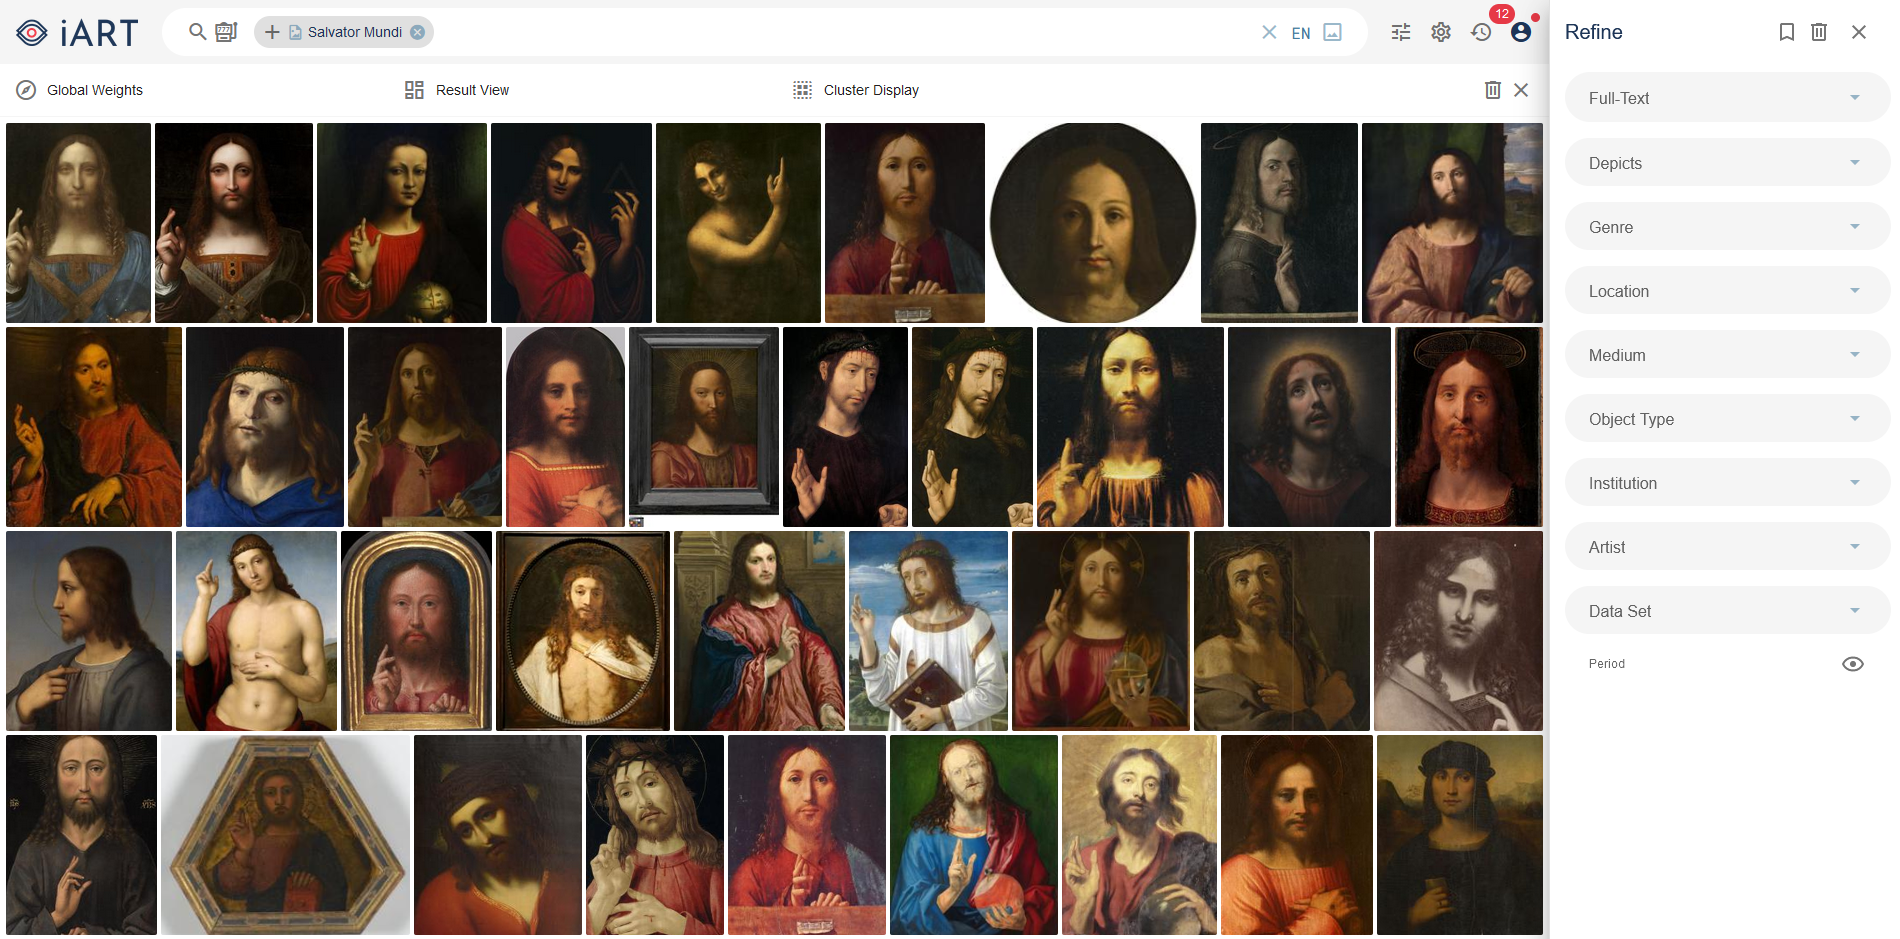 iART
Salvator Mundi
EN
12
Global Weights
Result View
Cluster Display
Refine
Full-Text
Depicts
Genre
Location
Medium
Object Type
Institution
Artist
Data Set
Period